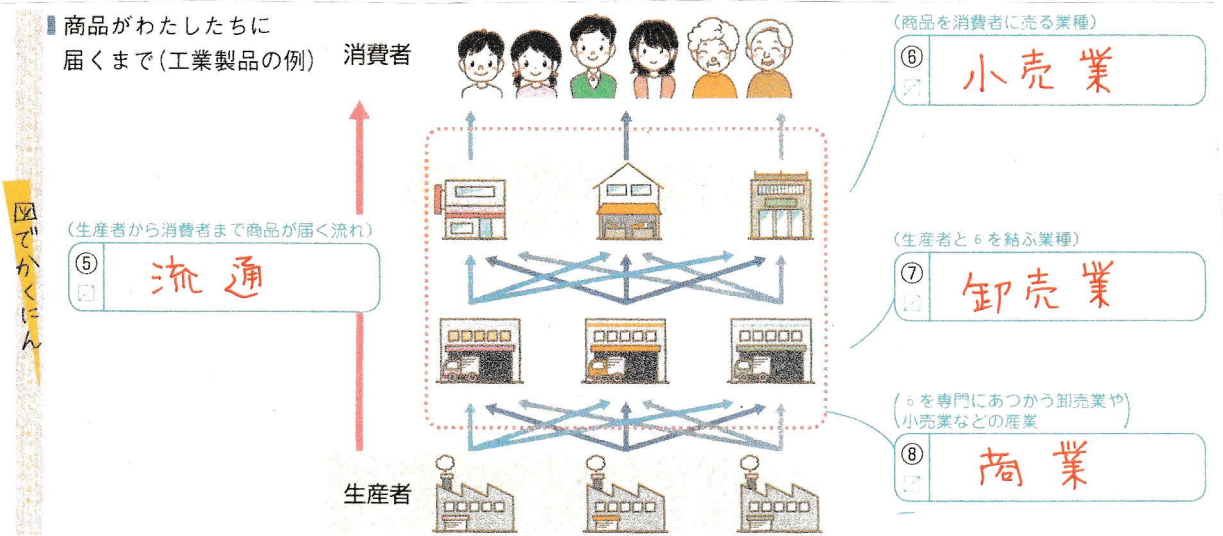 商品がわたしたちに
届くまで(工業製品の例)
消費者
(商品を消費者に売る業種)
⑥ 小売業
図でかくにん
(生産者から消費者まで商品が届く流れ)
⑤ 流通
(生産者と6を結ぶ業種)
⑦ 卸売業
(6を専門にあつかう卸売業や
小売業などの産業)
⑧ 商業
生産者